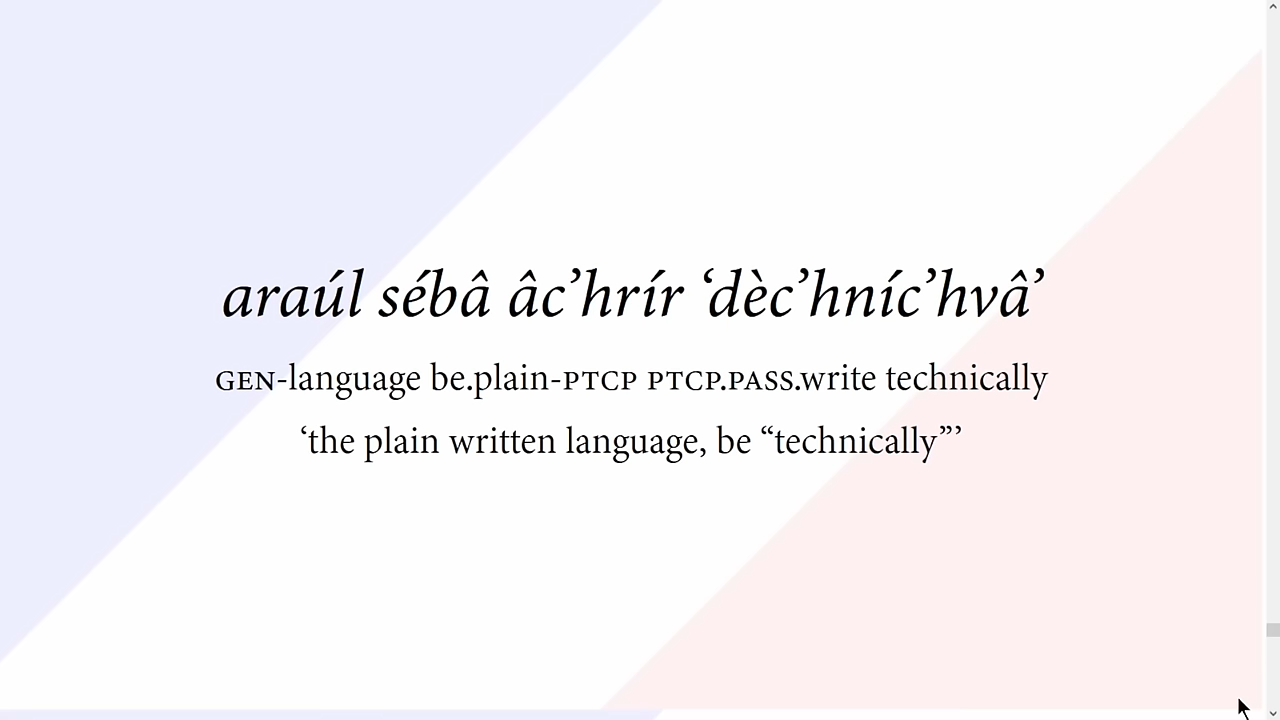 araúl sébâ âc’hrír ‘dèc’hníc’hvâ’
GEN-language be.plain-PTCP PTCP.PASS.write technically
‘the plain written language, be “technically”’